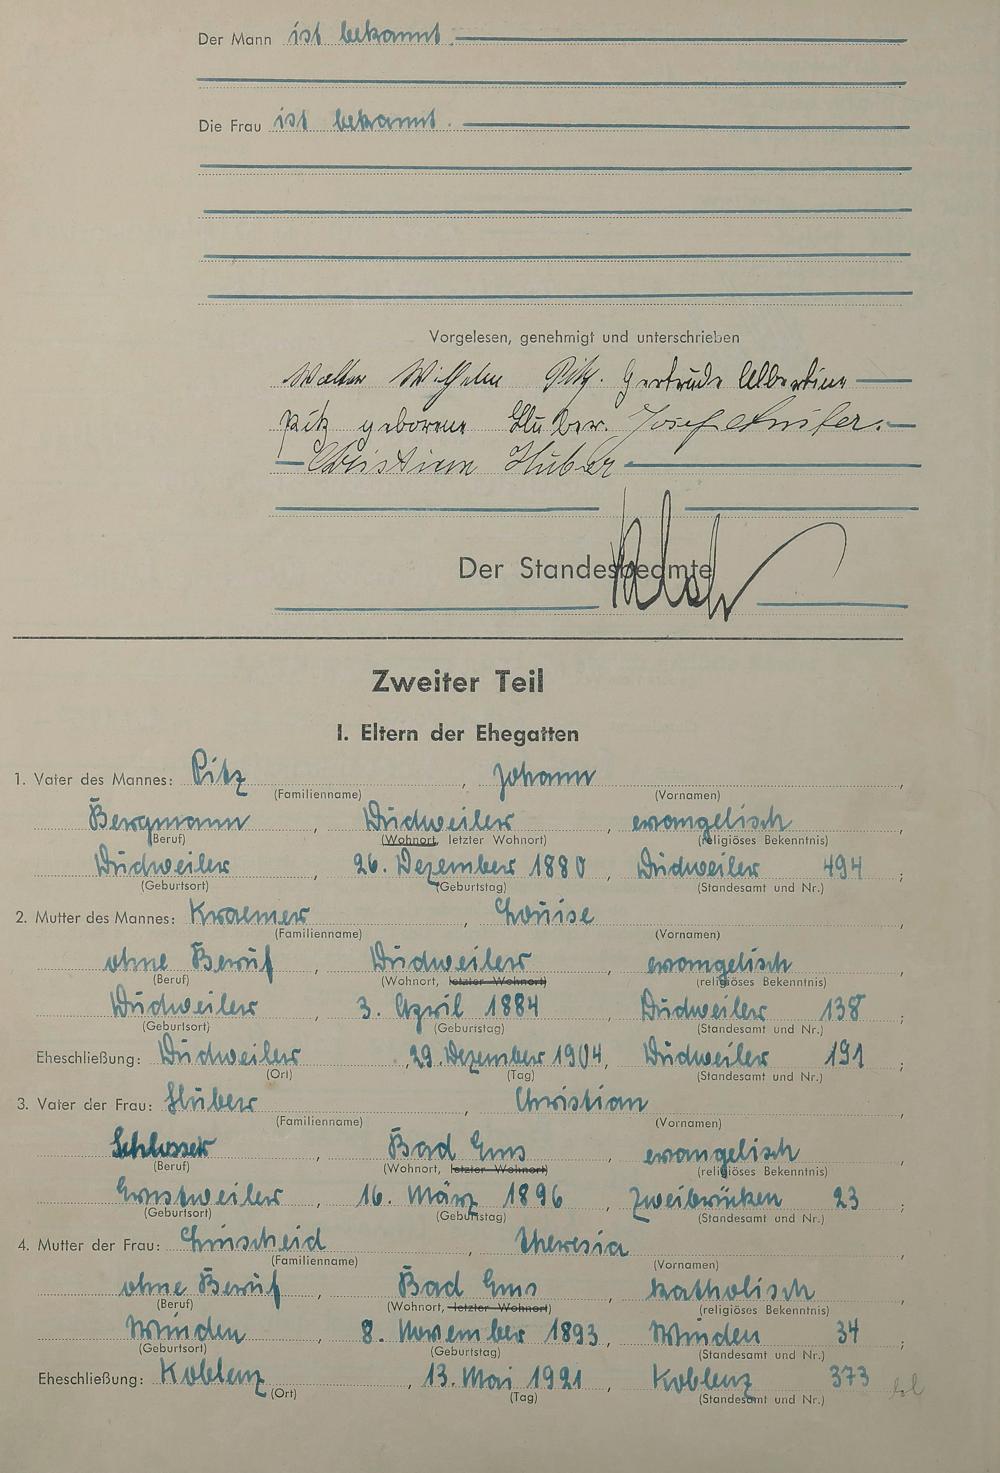 Der Mann ist bekannt.
Die Frau ist bekannt.
Vorgelesen, genehmigt und unterschrieben
Walter Wilhelm Pitz. Gertrude Albertine
Pitz geborene Huber. Josef
Christian Huber
Der Standesbeamte
Zweiter Teil
I. Eltern der Ehegatten
1. Vater des Mannes: Pitz, Johann,
(Familienname) (Vornamen)
Bergmann, Dudweiler, evangelisch,
(Beruf) (Wohnort, letzter Wohnort) (religiöses Bekenntnis)
Dudweiler, 26. Dezember 1880, Dudweiler 494;
(Geburtsort) (Geburtstag) (Standesamt und Nr.)
2. Mutter des Mannes: Kraemer, Louise,
(Familienname) (Vornamen)
ohne Beruf, Dudweiler, evangelisch,
(Beruf) (Wohnort, letzter Wohnort) (religiöses Bekenntnis)
Dudweiler, 3. April 1884, Dudweiler 138;
(Geburtsort) (Geburtstag) (Standesamt und Nr.)
Eheschließung: Dudweiler, 29. Dezember 1904, Dudweiler 191;
(Ort) (Tag) (Standesamt und Nr.)
3. Vater der Frau: Huber, Christian,
(Familienname) (Vornamen)
Schlosser, Bad Ems, evangelisch,
(Beruf) (Wohnort, letzter Wohnort) (religiöses Bekenntnis)
Ernstweiler, 16. März 1896, Zweibrücken 23;
(Geburtsort) (Geburtstag) (Standesamt und Nr.)
4. Mutter der Frau: Linscheid, Theresia,
(Familienname) (Vornamen)
ohne Beruf, Bad Ems, katholisch,
(Beruf) (Wohnort, letzter Wohnort) (religiöses Bekenntnis)
Winden, 8. November 1893, Winden 34;
(Geburtsort) (Geburtstag) (Standesamt und Nr.)
Eheschließung: Koblenz, 13. Mai 1921, Koblenz 373
(Ort) (Tag) (Standesamt und Nr.)